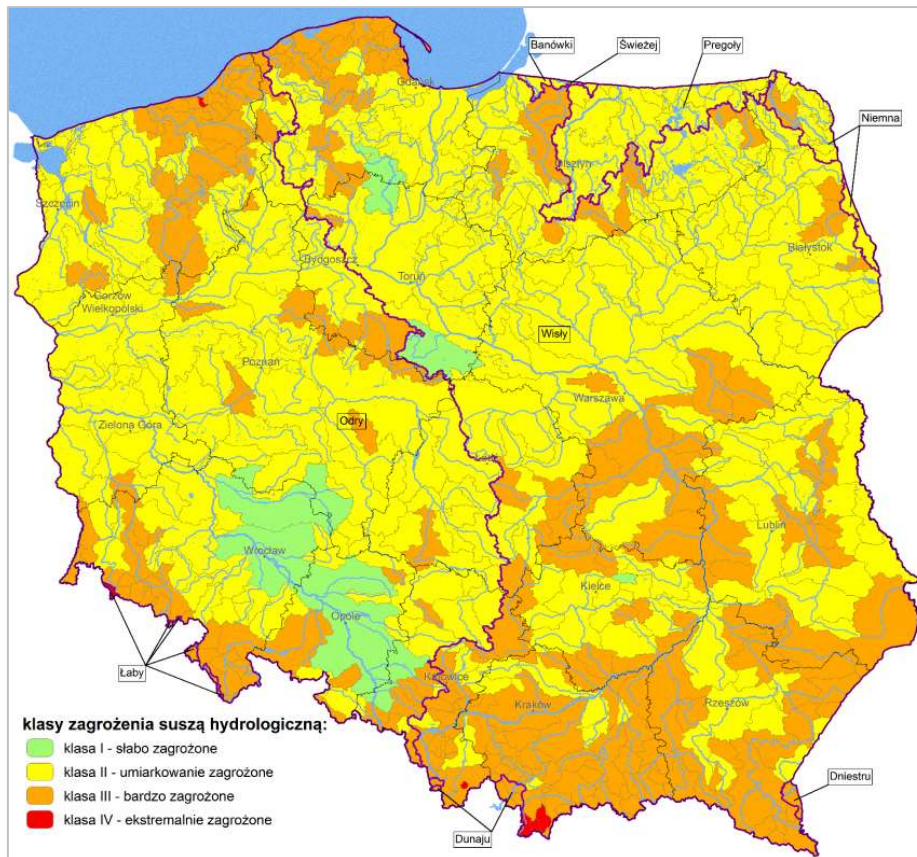 Banówki
Świeżej
Pregoły
Gdańsk
Niemna
Olsztyn
Szczecin
Białystok
Bydgoszcz
Toruń
Gorzów
Wielkopolski
Wisły
Poznań
Warszawa
Zielona Góra
Odry
Łódź
Lublin
Wrocław
Kielce
Opole
Łaby
Katowice
Kraków
Rzeszów
klasy zagrożenia suszą hydrologiczną:
klasa I - słabo zagrożone
klasa II - umiarkowanie zagrożone
klasa III - bardzo zagrożone
klasa IV - ekstremalnie zagrożone
Dniestru
Dunaju